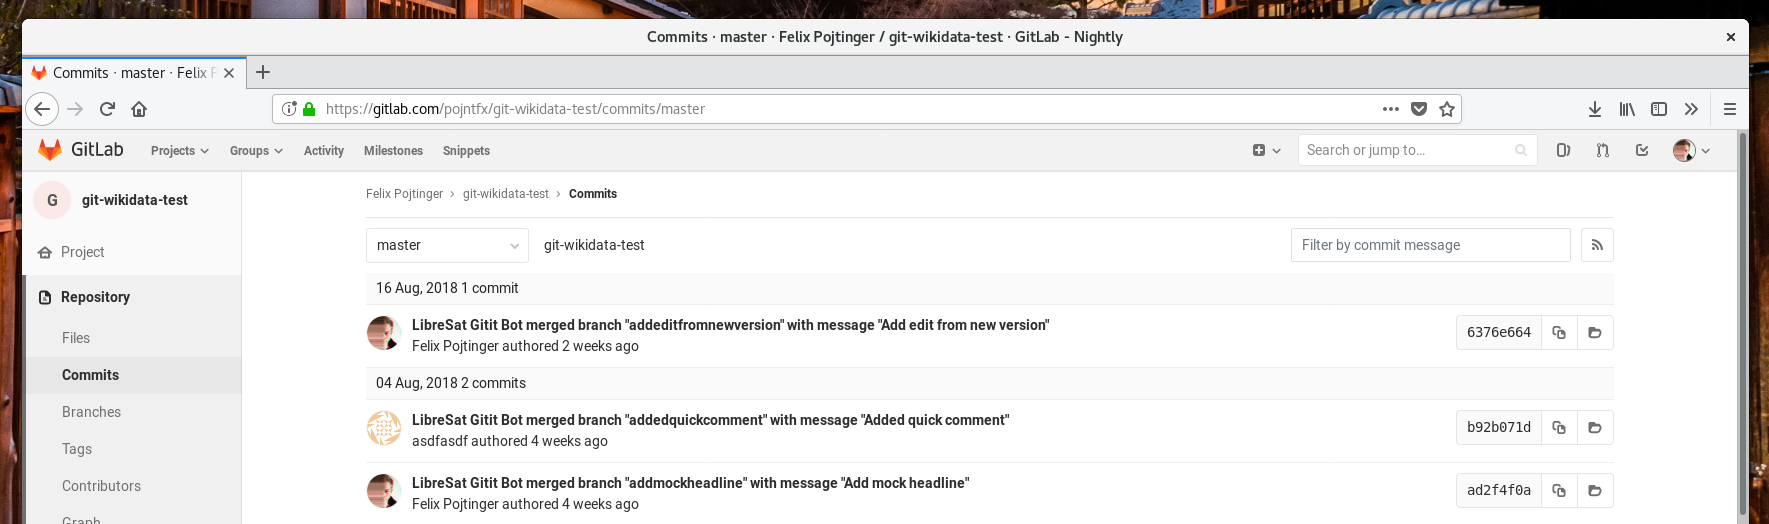 Commits · master · Felix Pojtinger / git-wikidata-test · GitLab - Nightly
Commits · master · Felix P
https://gitlab.com/pojntfx/git-wikidata-test/commits/master
GitLab Projects Groups Activity Milestones Snippets Search or jump to...
G git-wikidata-test
Project
Repository
Files
Commits
Branches
Tags
Contributors
Graph
Felix Pojtinger > git-wikidata-test > Commits
master git-wikidata-test Filter by commit message
16 Aug, 2018 1 commit
LibreSat Gitit Bot merged branch "addeditfromnewversion" with message "Add edit from new version"
Felix Pojtinger authored 2 weeks ago
6376e664
04 Aug, 2018 2 commits
LibreSat Gitit Bot merged branch "addedquickcomment" with message "Added quick comment"
asdfasdf authored 4 weeks ago
b92b071d
LibreSat Gitit Bot merged branch "addmockheadline" with message "Add mock headline"
Felix Pojtinger authored 4 weeks ago
ad2f4f0a